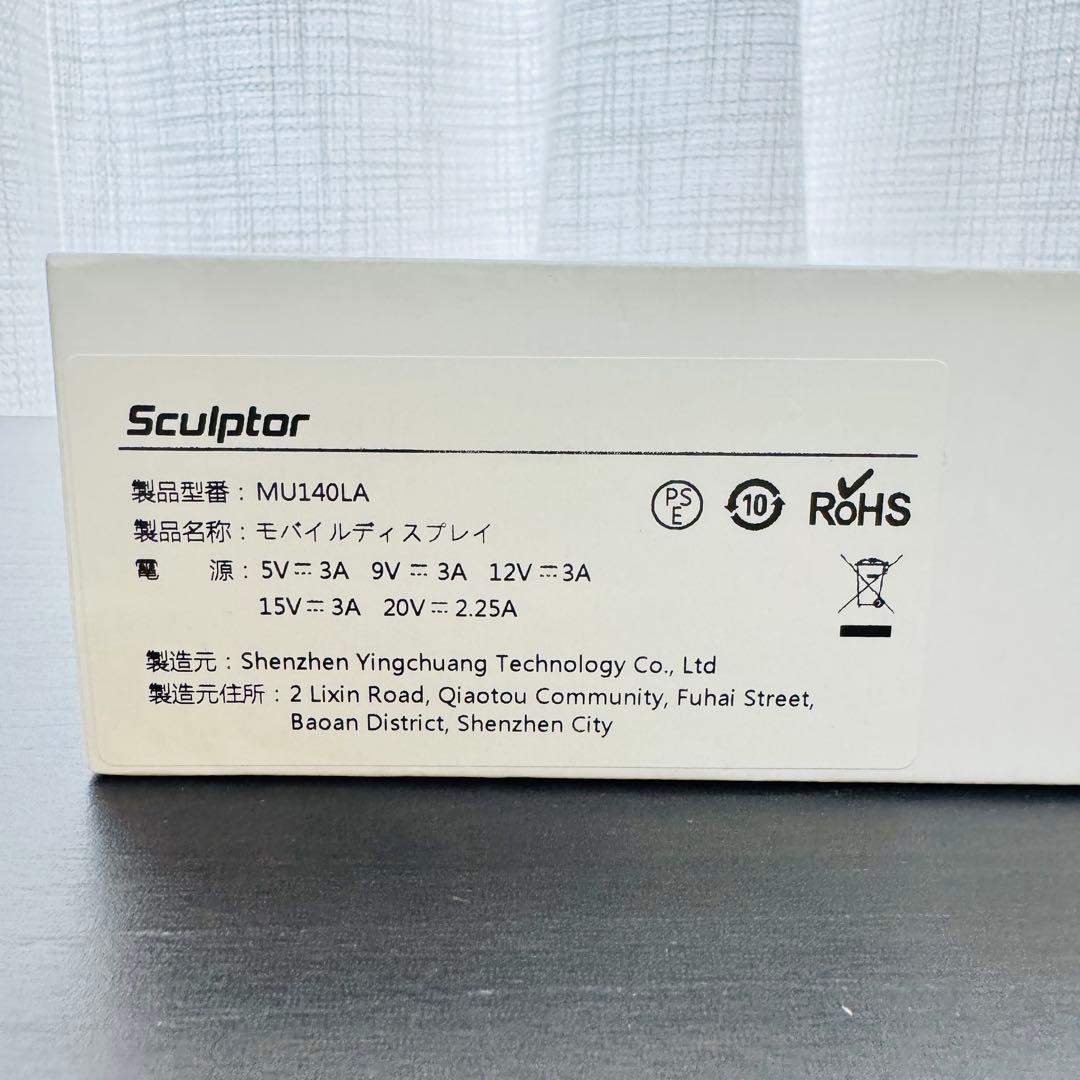 Sculptor
製品型番：MU140LA
製品名称：モバイルディスプレイ
電　　源：5V⎓3A 9V⎓3A 12V⎓3A
15V⎓3A 20V⎓2.25A
PS
E
10
RoHS
製造元：Shenzhen Yingchuang Technology Co., Ltd
製造元住所：2 Lixin Road, Qiaotou Community, Fuhai Street,
Baoan District, Shenzhen City